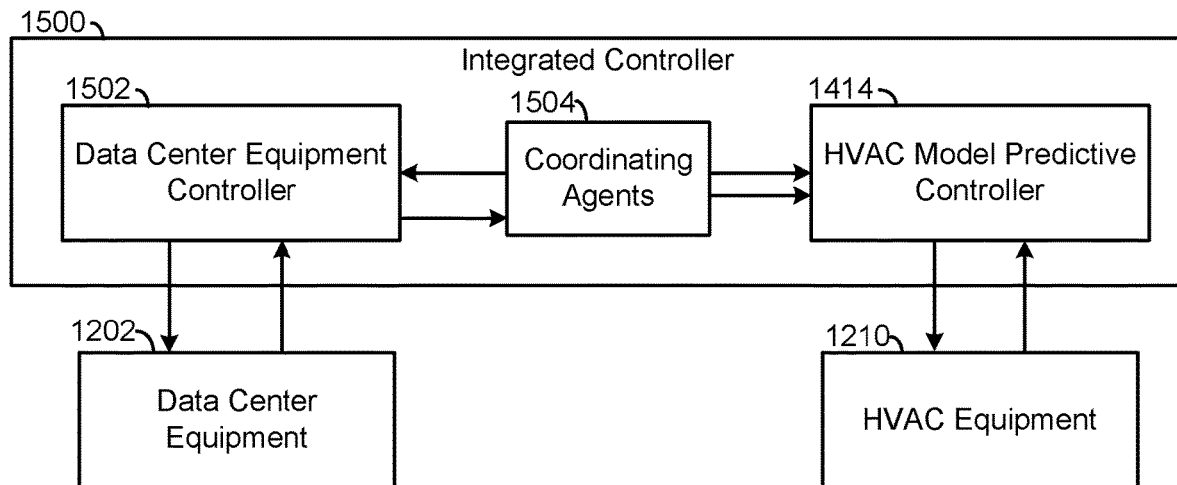 1500
Integrated Controller
1502
1504
1414
Data Center Equipment
Controller
Coordinating
Agents
HVAC Model Predictive
Controller
1202
1210
Data Center
Equipment
HVAC Equipment